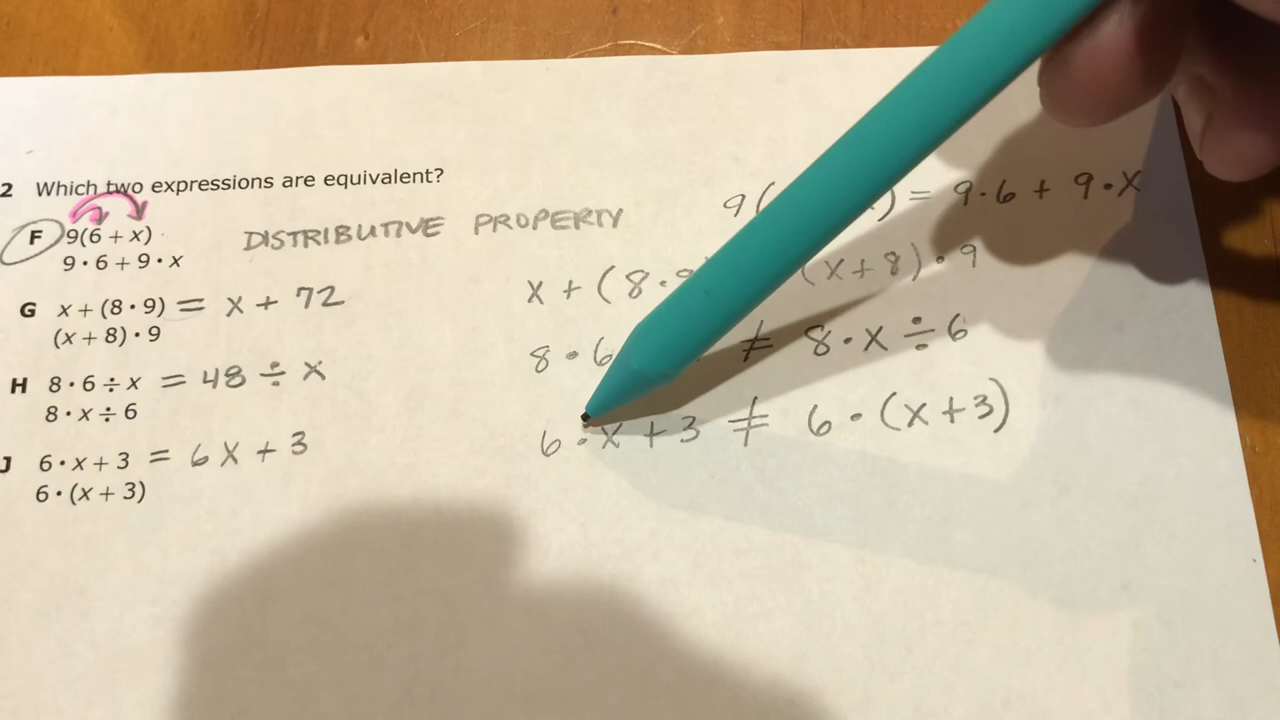 2 Which two expressions are equivalent?
F 9(6 + x) DISTRIBUTIVE PROPERTY
9 • 6 + 9 • x
G x + (8 • 9) = x + 72
(x + 8) • 9
H 8 • 6 ÷ x = 48 ÷ x
8 • x ÷ 6
J 6 • x + 3 = 6x + 3
6 • (x + 3)
9( ) = 9 • 6 + 9 • x
x + (8 • 9 (x + 8) • 9
8 • 6 ≠ 8 • x ÷ 6
6 • x + 3 ≠ 6 • (x + 3)